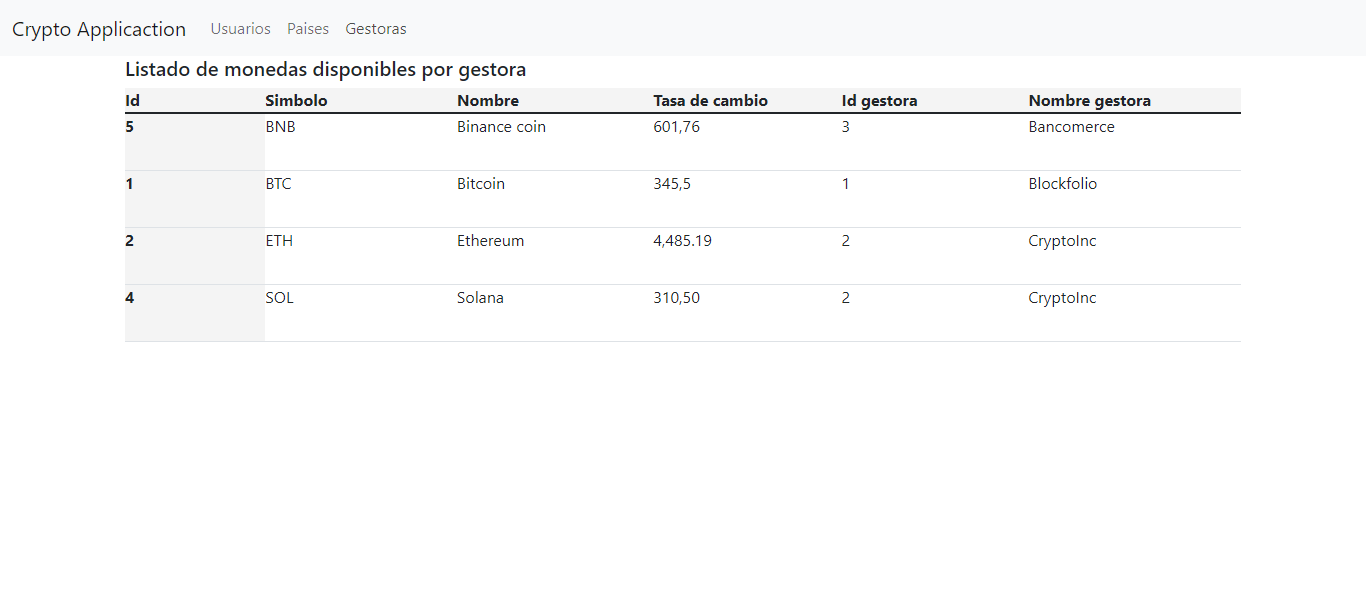 Crypto Applicaction Usuarios Paises Gestoras
Listado de monedas disponibles por gestora
Id Simbolo Nombre Tasa de cambio Id gestora Nombre gestora
5 BNB Binance coin 601,76 3 Bancomerce
1 BTC Bitcoin 345,5 1 Blockfolio
2 ETH Ethereum 4,485.19 2 CryptoInc
4 SOL Solana 310,50 2 CryptoInc